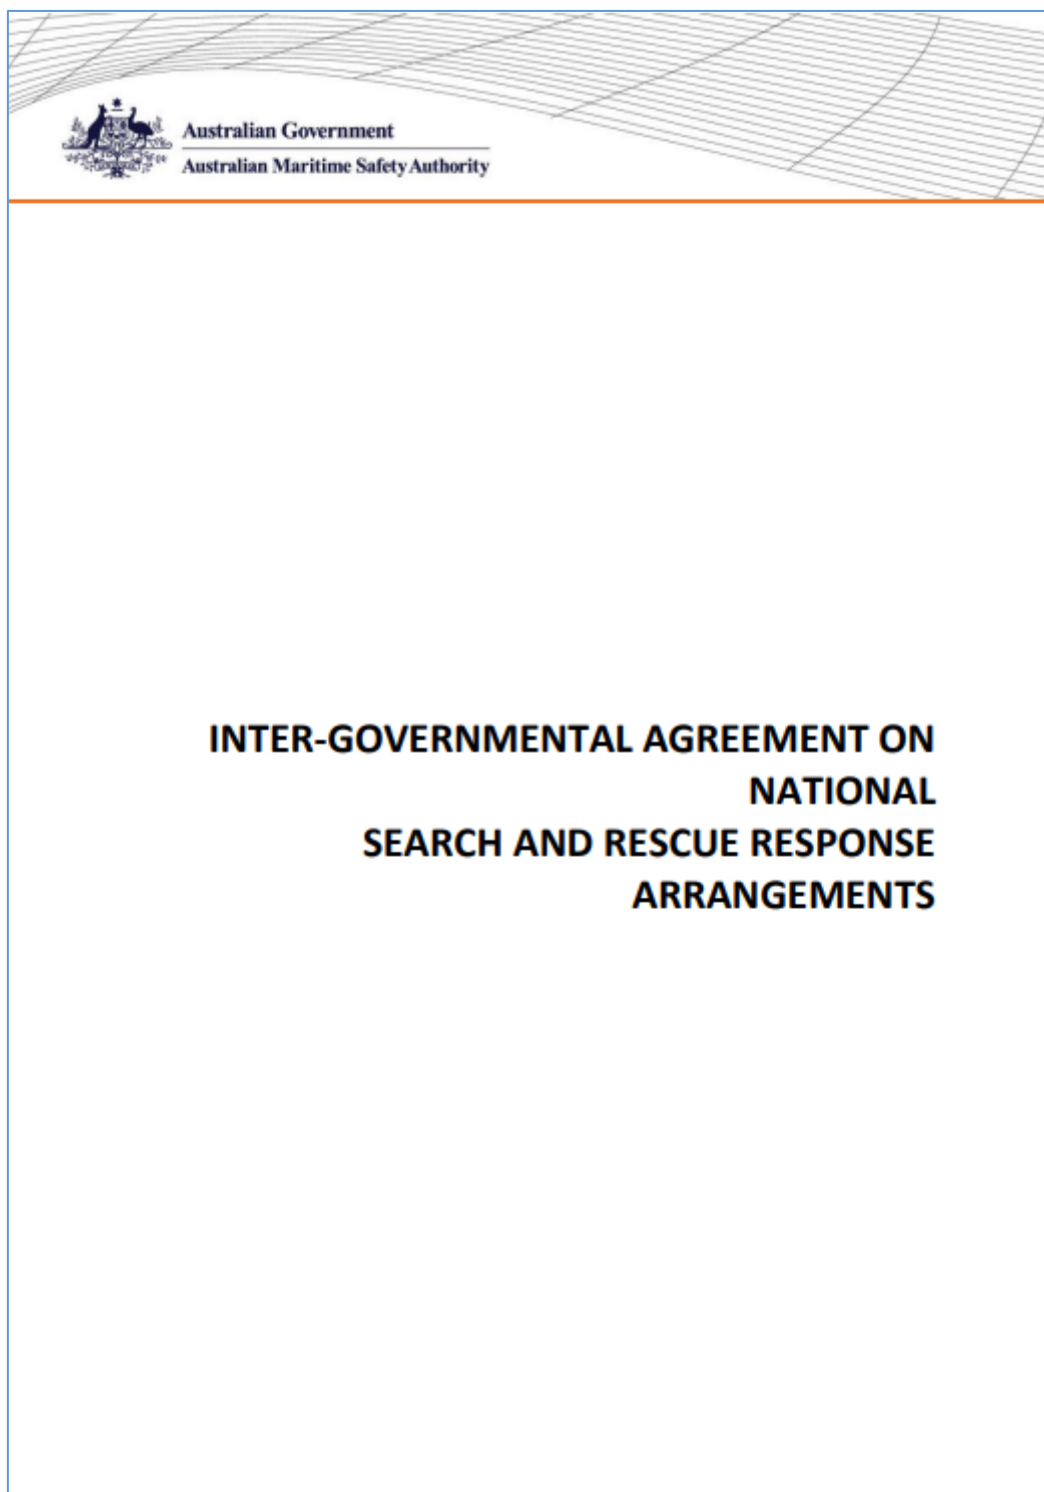 Australian Government
Australian Maritime Safety Authority
INTER-GOVERNMENTAL AGREEMENT ON
NATIONAL
SEARCH AND RESCUE RESPONSE
ARRANGEMENTS